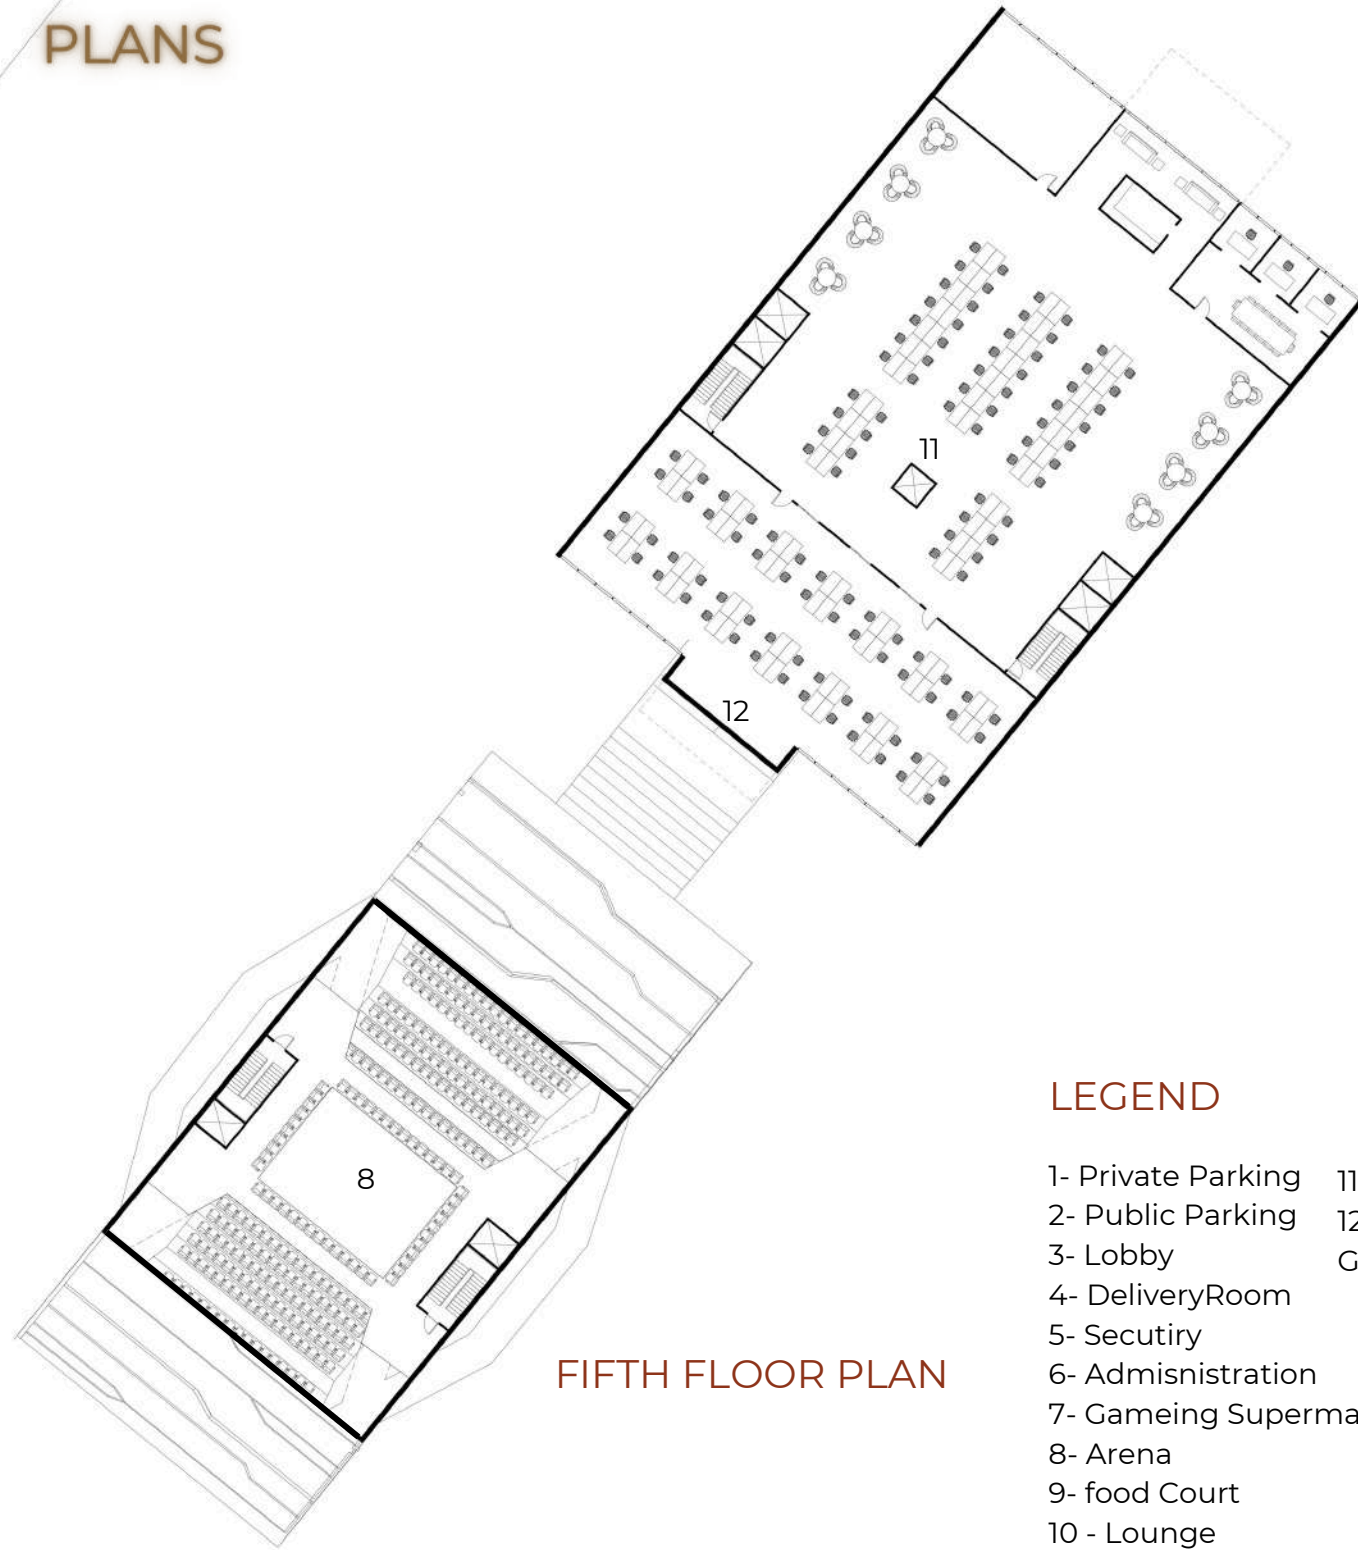 PLANS
11
12
8
FIFTH FLOOR PLAN
LEGEND
1- Private Parking
2- Public Parking
3- Lobby
4- DeliveryRoom
5- Secutiry
6- Admisnistration
7- Gameing Superma
8- Arena
9- food Court
10 - Lounge
11
12
G